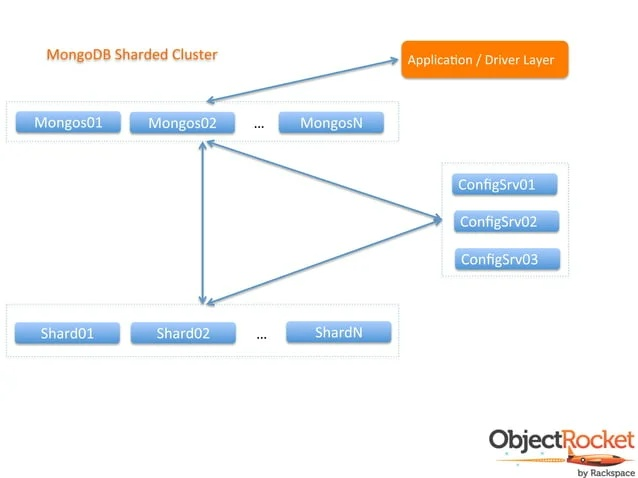 MongoDB Sharded Cluster
Application / Driver Layer
Mongos01 Mongos02 ... MongosN
ConfigSrv01
ConfigSrv02
ConfigSrv03
Shard01 Shard02 ... ShardN
ObjectRocket
by Rackspace